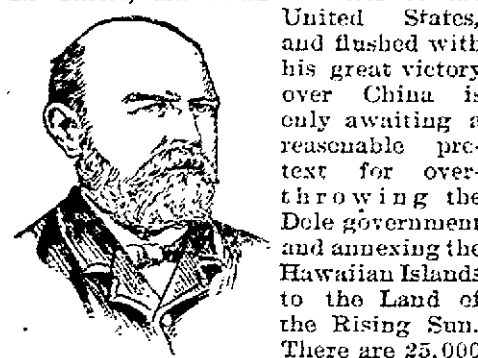 United States,
and flushed with
his great victory
over China is
only awaiting a
reasonable pre-
text for over-
throwing the
Dole government
and annexing the
Hawaiian Islands
to the Land of
the Rising Sun.
There are 25,000